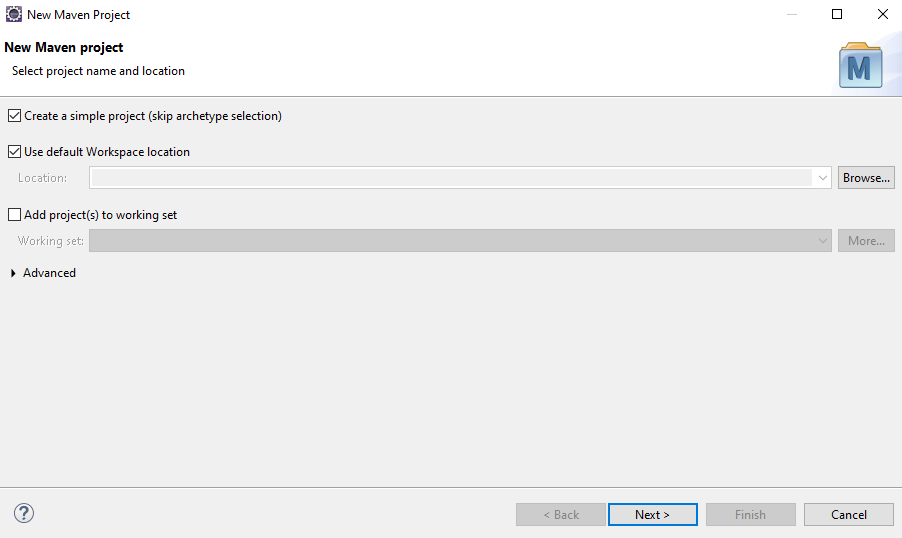 New Maven Project
New Maven project
Select project name and location
M
Create a simple project (skip archetype selection)
Use default Workspace location
Location:
Browse...
Add project(s) to working set
Working set:
More...
Advanced
?
< Back
Next >
Finish
Cancel